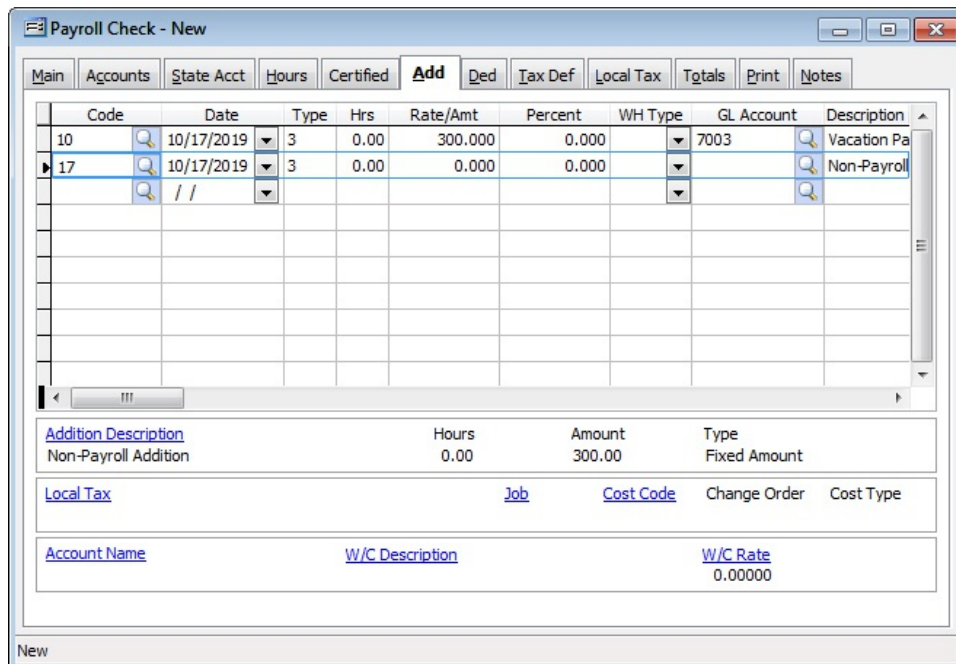 Payroll Check - New
Main Accounts State Acct Hours Certified Add Ded Tax Def Local Tax Totals Print Notes
Code Date Type Hrs Rate/Amt Percent WH Type GL Account Description
10 10/17/2019 3 0.00 300.000 0.000 7003 Vacation Pa
17 10/17/2019 3 0.00 0.000 0.000 Non-Payroll
/ /
Addition Description Hours Amount Type
Non-Payroll Addition 0.00 300.00 Fixed Amount
Local Tax Job Cost Code Change Order Cost Type
Account Name W/C Description W/C Rate
0.00000
New